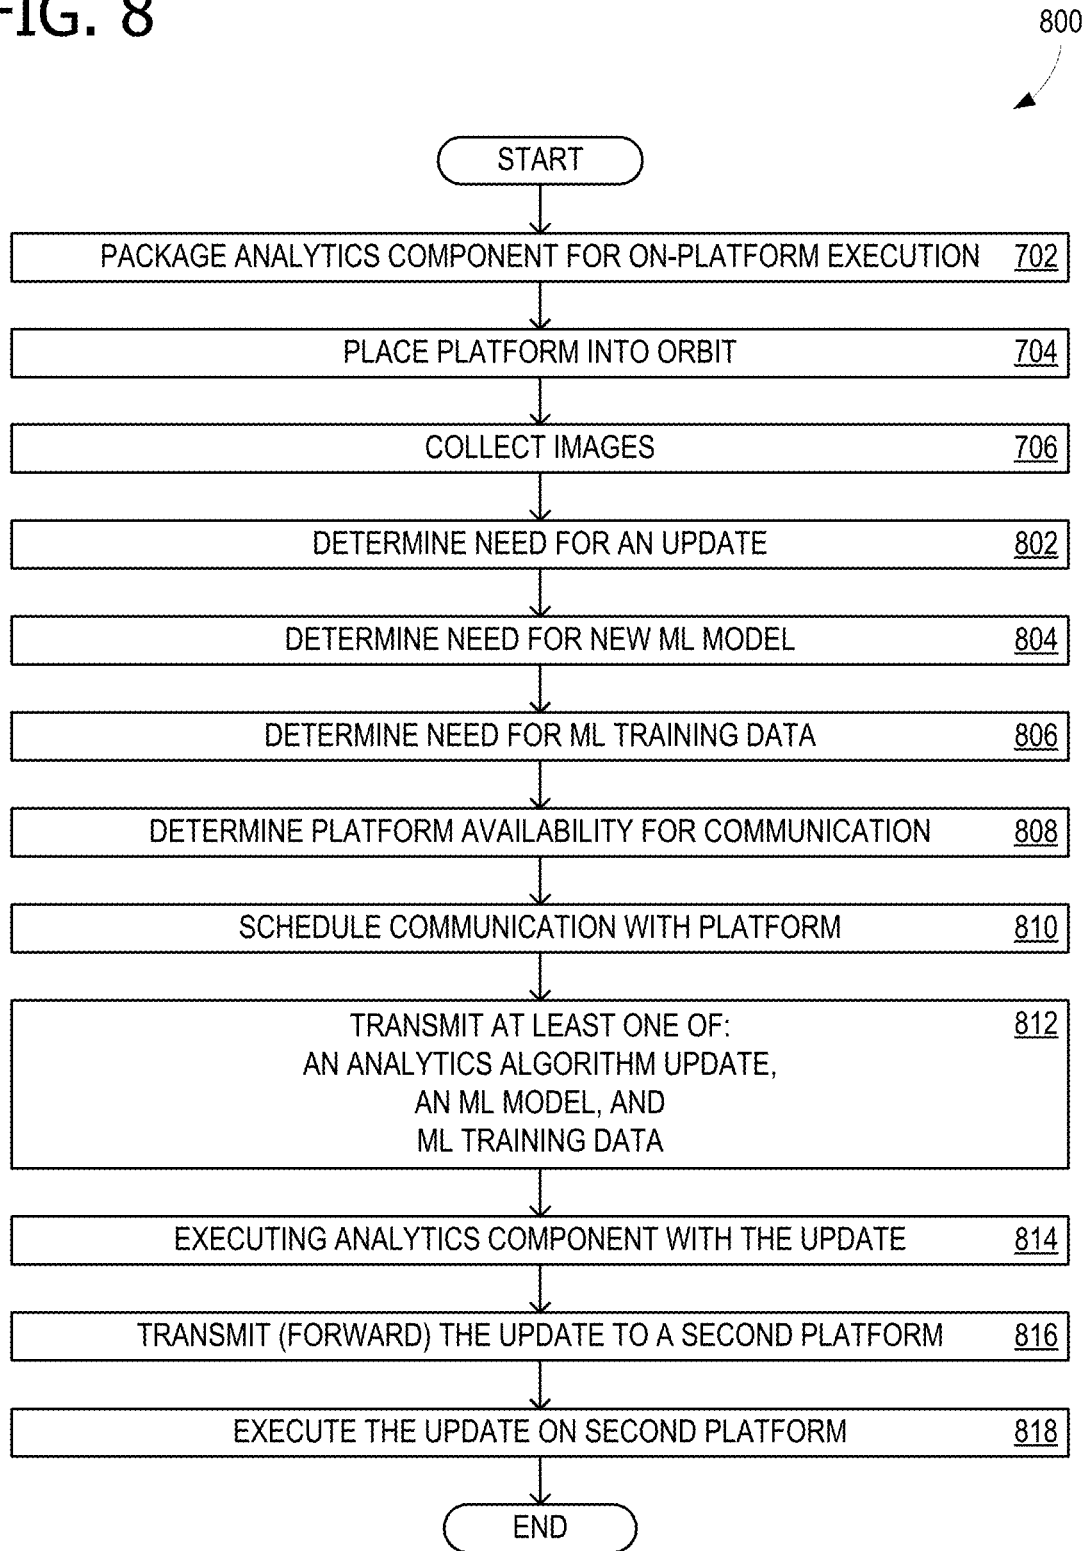 FIG. 8
800
START
PACKAGE ANALYTICS COMPONENT FOR ON-PLATFORM EXECUTION 702
PLACE PLATFORM INTO ORBIT 704
COLLECT IMAGES 706
DETERMINE NEED FOR AN UPDATE 802
DETERMINE NEED FOR NEW ML MODEL 804
DETERMINE NEED FOR ML TRAINING DATA 806
DETERMINE PLATFORM AVAILABILITY FOR COMMUNICATION 808
SCHEDULE COMMUNICATION WITH PLATFORM 810
TRANSMIT AT LEAST ONE OF: 812
AN ANALYTICS ALGORITHM UPDATE,
AN ML MODEL, AND
ML TRAINING DATA
EXECUTING ANALYTICS COMPONENT WITH THE UPDATE 814
TRANSMIT (FORWARD) THE UPDATE TO A SECOND PLATFORM 816
EXECUTE THE UPDATE ON SECOND PLATFORM 818
END